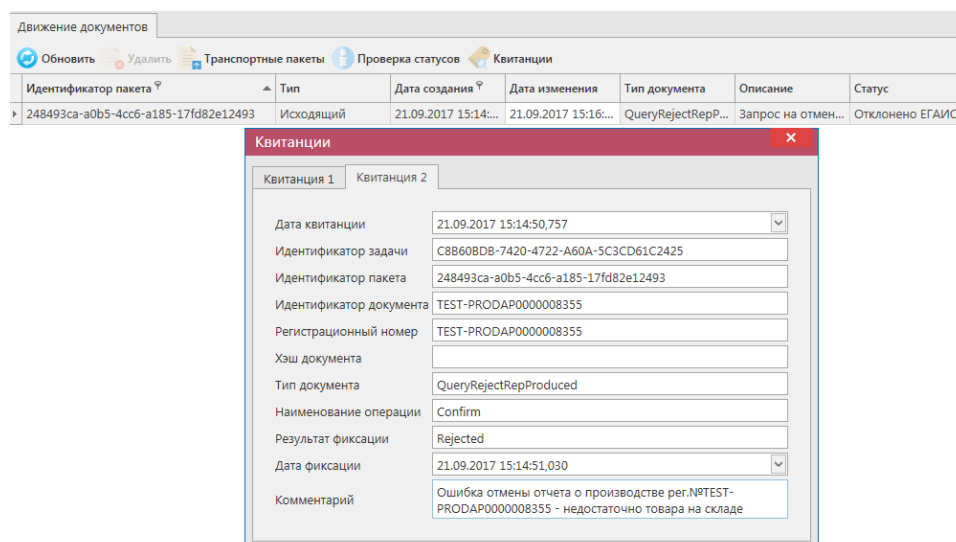 Движение документов
Обновить Удалить Транспортные пакеты Проверка статусов Квитанции
Идентификатор пакета Тип Дата создания Дата изменения Тип документа Описание Статус
248493ca-a0b5-4cc6-a185-17fd82e12493 Исходящий 21.09.2017 15:14:... 21.09.2017 15:16:... QueryRejectRepP... Запрос на отмен... Отклонено ЕГАИС
Квитанции
Квитанция 1 Квитанция 2
Дата квитанции 21.09.2017 15:14:50,757
Идентификатор задачи C8B60BDB-7420-4722-A60A-5C3CD61C2425
Идентификатор пакета 248493ca-a0b5-4cc6-a185-17fd82e12493
Идентификатор документа TEST-PRODAP0000008355
Регистрационный номер TEST-PRODAP0000008355
Хэш документа
Тип документа QueryRejectRepProduced
Наименование операции Confirm
Результат фиксации Rejected
Дата фиксации 21.09.2017 15:14:51,030
Комментарий Ошибка отмены отчета о производстве рег.№TEST-
PRODAP0000008355 - недостаточно товара на складе